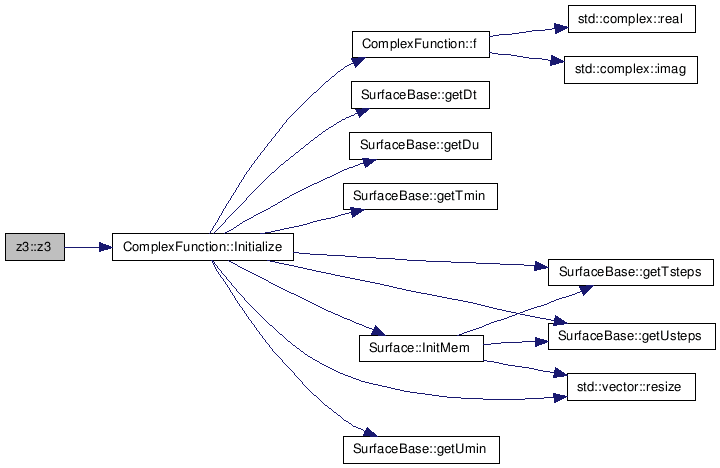 std::complex::real
ComplexFunction::f
std::complex::imag
SurfaceBase::getDt
SurfaceBase::getDu
SurfaceBase::getTmin
z3::z3
ComplexFunction::Initialize
SurfaceBase::getTsteps
SurfaceBase::getUsteps
Surface::InitMem
std::vector::resize
SurfaceBase::getUmin